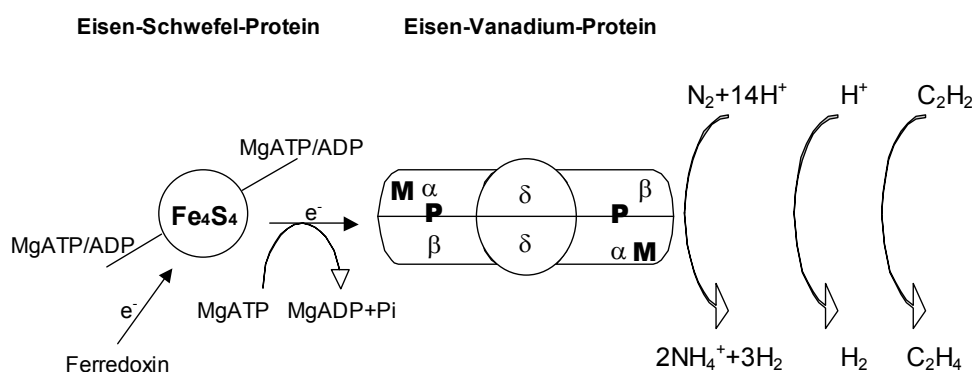 Eisen-Schwefel-Protein Eisen-Vanadium-Protein
N₂+14H⁺ H⁺ C₂H₂
MgATP/ADP
M α δ β
Fe₄S₄ e⁻ P P
MgATP/ADP β δ α M
e⁻ MgATP MgADP+Pi
Ferredoxin 2NH₄⁺+3H₂ H₂ C₂H₄